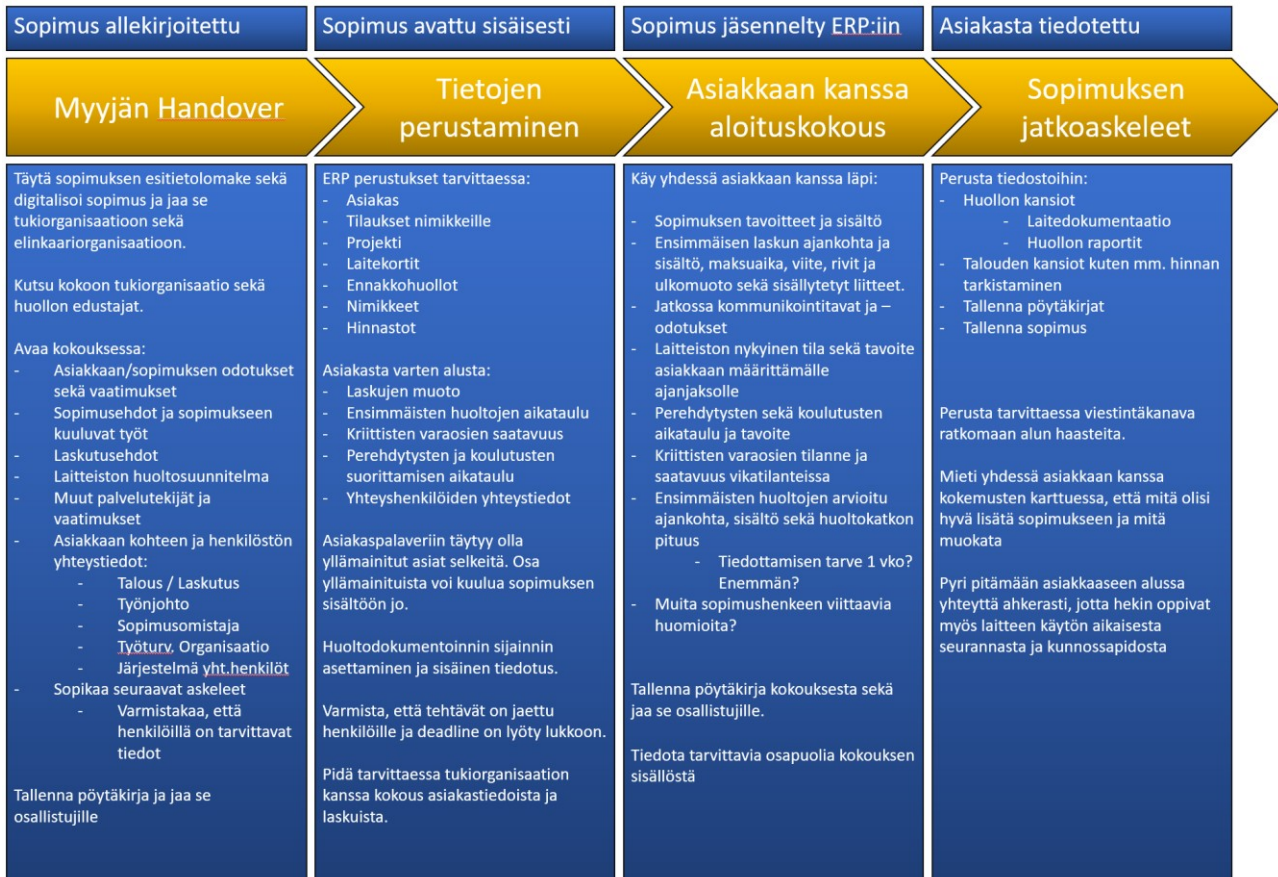 Sopimus allekirjoitettu
Sopimus avattu sisäisesti
Sopimus jäsennelty ERP:iin
Asiakasta tiedotettu
Myyjän Handover
Tietojen
perustaminen
Asiakkaan kanssa
aloituskokous
Sopimuksen
jatkoaskeleet
Täytä sopimuksen esitietolomake sekä
digitalisoi sopimus ja jaa se
tukiorganisaatioon sekä
elinkaariorganisaatioon.
Kutsu kokoon tukiorganisaatio sekä
huollon edustajat.
Avaa kokouksessa:
- Asiakkaan/sopimuksen odotukset
sekä vaatimukset
- Sopimusehdot ja sopimukseen
kuuluvat työt
- Laskutusehdot
- Laitteiston huoltosuunnitelma
- Muut palvelutekijät ja
vaatimukset
- Asiakkaan kohteen ja henkilöstön
yhteystiedot:
- Talous / Laskutus
- Työnjohto
- Sopimusomistaja
- Työturv. Organisaatio
- Järjestelmä yht.henkilöt
- Sopikaa seuraavat askeleet
- Varmistakaa, että
henkilöillä on tarvittavat
tiedot
Tallenna pöytäkirja ja jaa se
osallistujille
ERP perustukset tarvittaessa:
- Asiakas
- Tilaukset nimikkeille
- Projekti
- Laitekortit
- Ennakkohuollot
- Nimikkeet
- Hinnastot
Asiakasta varten alusta:
- Laskujen muoto
- Ensimmäisten huoltojen aikataulu
- Kriittisten varaosien saatavuus
- Perehdytysten ja koulutusten
suorittamisen aikataulu
- Yhteyshenkilöiden yhteystiedot
Asiakaspalaveriin täytyy olla
yllämainitut asiat selkeitä. Osa
yllämainituista voi kuulua sopimuksen
sisältöön jo.
Huoltodokumentoinnin sijainnin
asettaminen ja sisäinen tiedotus.
Varmista, että tehtävät on jaettu
henkilöille ja deadline on lyöty lukkoon.
Pidä tarvittaessa tukiorganisaation
kanssa kokous asiakastiedoista ja
laskuista.
Käy yhdessä asiakkaan kanssa läpi:
- Sopimuksen tavoitteet ja sisältö
- Ensimmäisen laskun ajankohta ja
sisältö, maksuaika, viite, rivit ja
ulkomuoto sekä sisällytetyt liitteet.
- Jatkossa kommunikointitavat ja –
odotukset
- Laitteiston nykyinen tila sekä tavoite
asiakkaan määrittämälle
ajanjaksolle
- Perehdytysten sekä koulutusten
aikataulu ja tavoite
- Kriittisten varaosien tilanne ja
saatavuus vikatilanteissa
- Ensimmäisten huoltojen arvioitu
ajankohta, sisältö sekä huoltokatkon
pituus
- Tiedottamisen tarve 1 vko?
Enemmän?
- Muita sopimushenkeen viittaavia
huomioita?
Tallenna pöytäkirja kokouksesta sekä
jaa se osallistujille.
Tiedota tarvittavia osapuolia kokouksen
sisällöstä
Perusta tiedostoihin:
- Huollon kansiot
- Laitedokumentaatio
- Huollon raportit
- Talouden kansiot kuten mm. hinnan
tarkistaminen
- Tallenna pöytäkirjat
- Tallenna sopimus
Perusta tarvittaessa viestintäkanava
ratkomaan alun haasteita.
Mieti yhdessä asiakkaan kanssa
kokemusten karttuessa, että mitä olisi
hyvä lisätä sopimukseen ja mitä
muokata
Pyri pitämään asiakkaaseen alussa
yhteyttä ahkerasti, jotta hekin oppivat
myös laitteen käytön aikaisesta
seurannasta ja kunnossapidosta